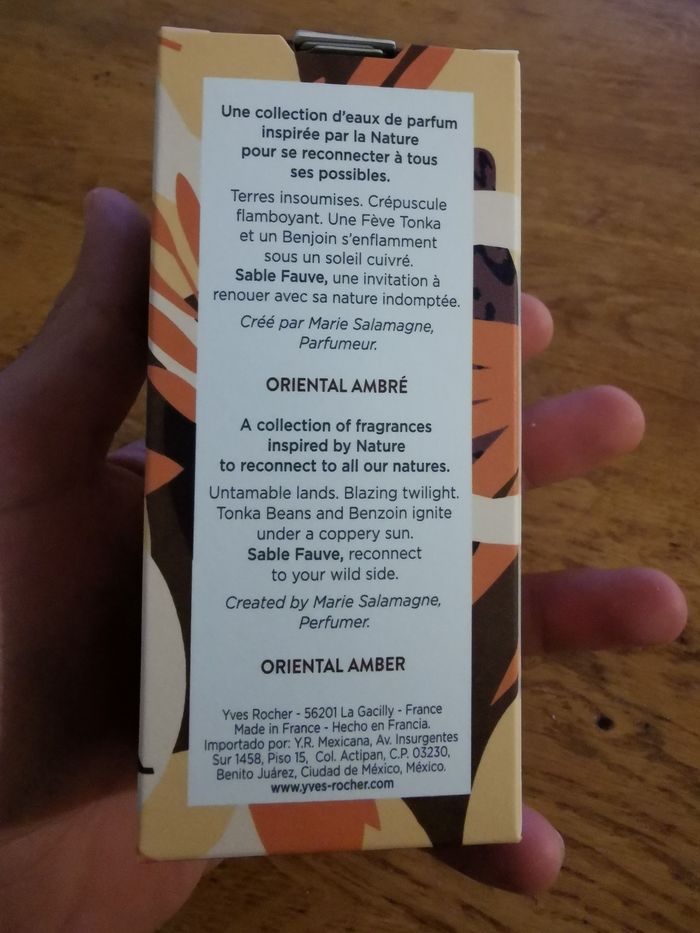 Une collection d'eaux de parfum
inspirée par la Nature
pour se reconnecter à tous
ses possibles.
Terres insoumises. Crépuscule
flamboyant. Une Fève Tonka
et un Benjoin s'enflamment
sous un soleil cuivré.
Sable Fauve, une invitation à
renouer avec sa nature indomptée.
Créé par Marie Salamagne,
Parfumeur.
ORIENTAL AMBRÉ
A collection of fragrances
inspired by Nature
to reconnect to all our natures.
Untamable lands. Blazing twilight.
Tonka Beans and Benzoin ignite
under a coppery sun.
Sable Fauve, reconnect
to your wild side.
Created by Marie Salamagne,
Perfumer.
ORIENTAL AMBER
Yves Rocher - 56201 La Gacilly - France
Made in France - Hecho en Francia.
Importado por: Y.R. Mexicana, Av. Insurgentes
Sur 1458, Piso 15, Col. Actipan, C.P. 03230,
Benito Juárez, Ciudad de México, México.
www.yves-rocher.com